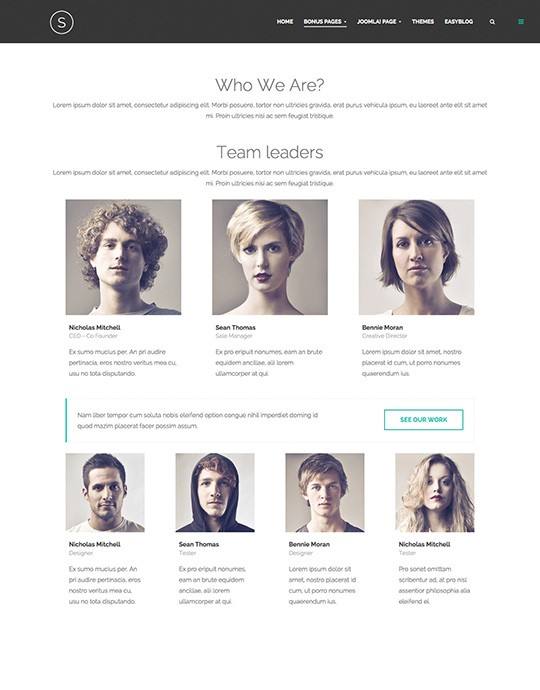 S
HOME BONUS PAGES JOOMLA! PAGE THEMES EASYBLOG
Who We Are?
Lorem ipsum dolor sit amet, consectetur adipiscing elit. Morbi posuere, tortor non ultricies gravida, erat purus vehicula ipsum, eu laoreet ante elit sit amet
mi. Proin ultricies nisi ac sem feugiat tristique.
Team leaders
Lorem ipsum dolor sit amet, consectetur adipiscing elit. Morbi posuere, tortor non ultricies gravida, erat purus vehicula ipsum, eu laoreet ante elit sit amet
mi. Proin ultricies nisi ac sem feugiat tristique.
Nicholas Mitchell
CEO - Co Founder
Ex sumo mucius per. An pri audire
pertinacia, eros nostro veritus mea cu,
usu no tota disputando.
Sean Thomas
Sale Manager
Ex pro eripuit nonumes, eam an brute
equidem ancillae, alii lorem
ullamcorper at qui.
Bennie Moran
Creative Director
Lorem ipsum dolor sit amet, nostro
placerat id cum, ut dolorem
quaerendum ius.
Nam liber tempor cum soluta nobis eleifend option congue nihil imperdiet doming id
quod mazim placerat facer possim assum.
SEE OUR WORK
Nicholas Mitchell
Designer
Ex sumo mucius per. An
pri audire pertinacia, eros
nostro veritus mea cu,
usu no tota disputando.
Sean Thomas
Tester
Ex pro eripuit nonumes,
eam an brute equidem
ancillae, alii lorem
ullamcorper at qui.
Bennie Moran
Designer
Lorem ipsum dolor sit
amet, nostro placerat id
cum, ut dolorem
quaerendum ius.
Nicholas Mitchell
Tester
Pro sonet omittam
scribentur ad, at pro nisl
assentior philosophia alia
eleifend ei.